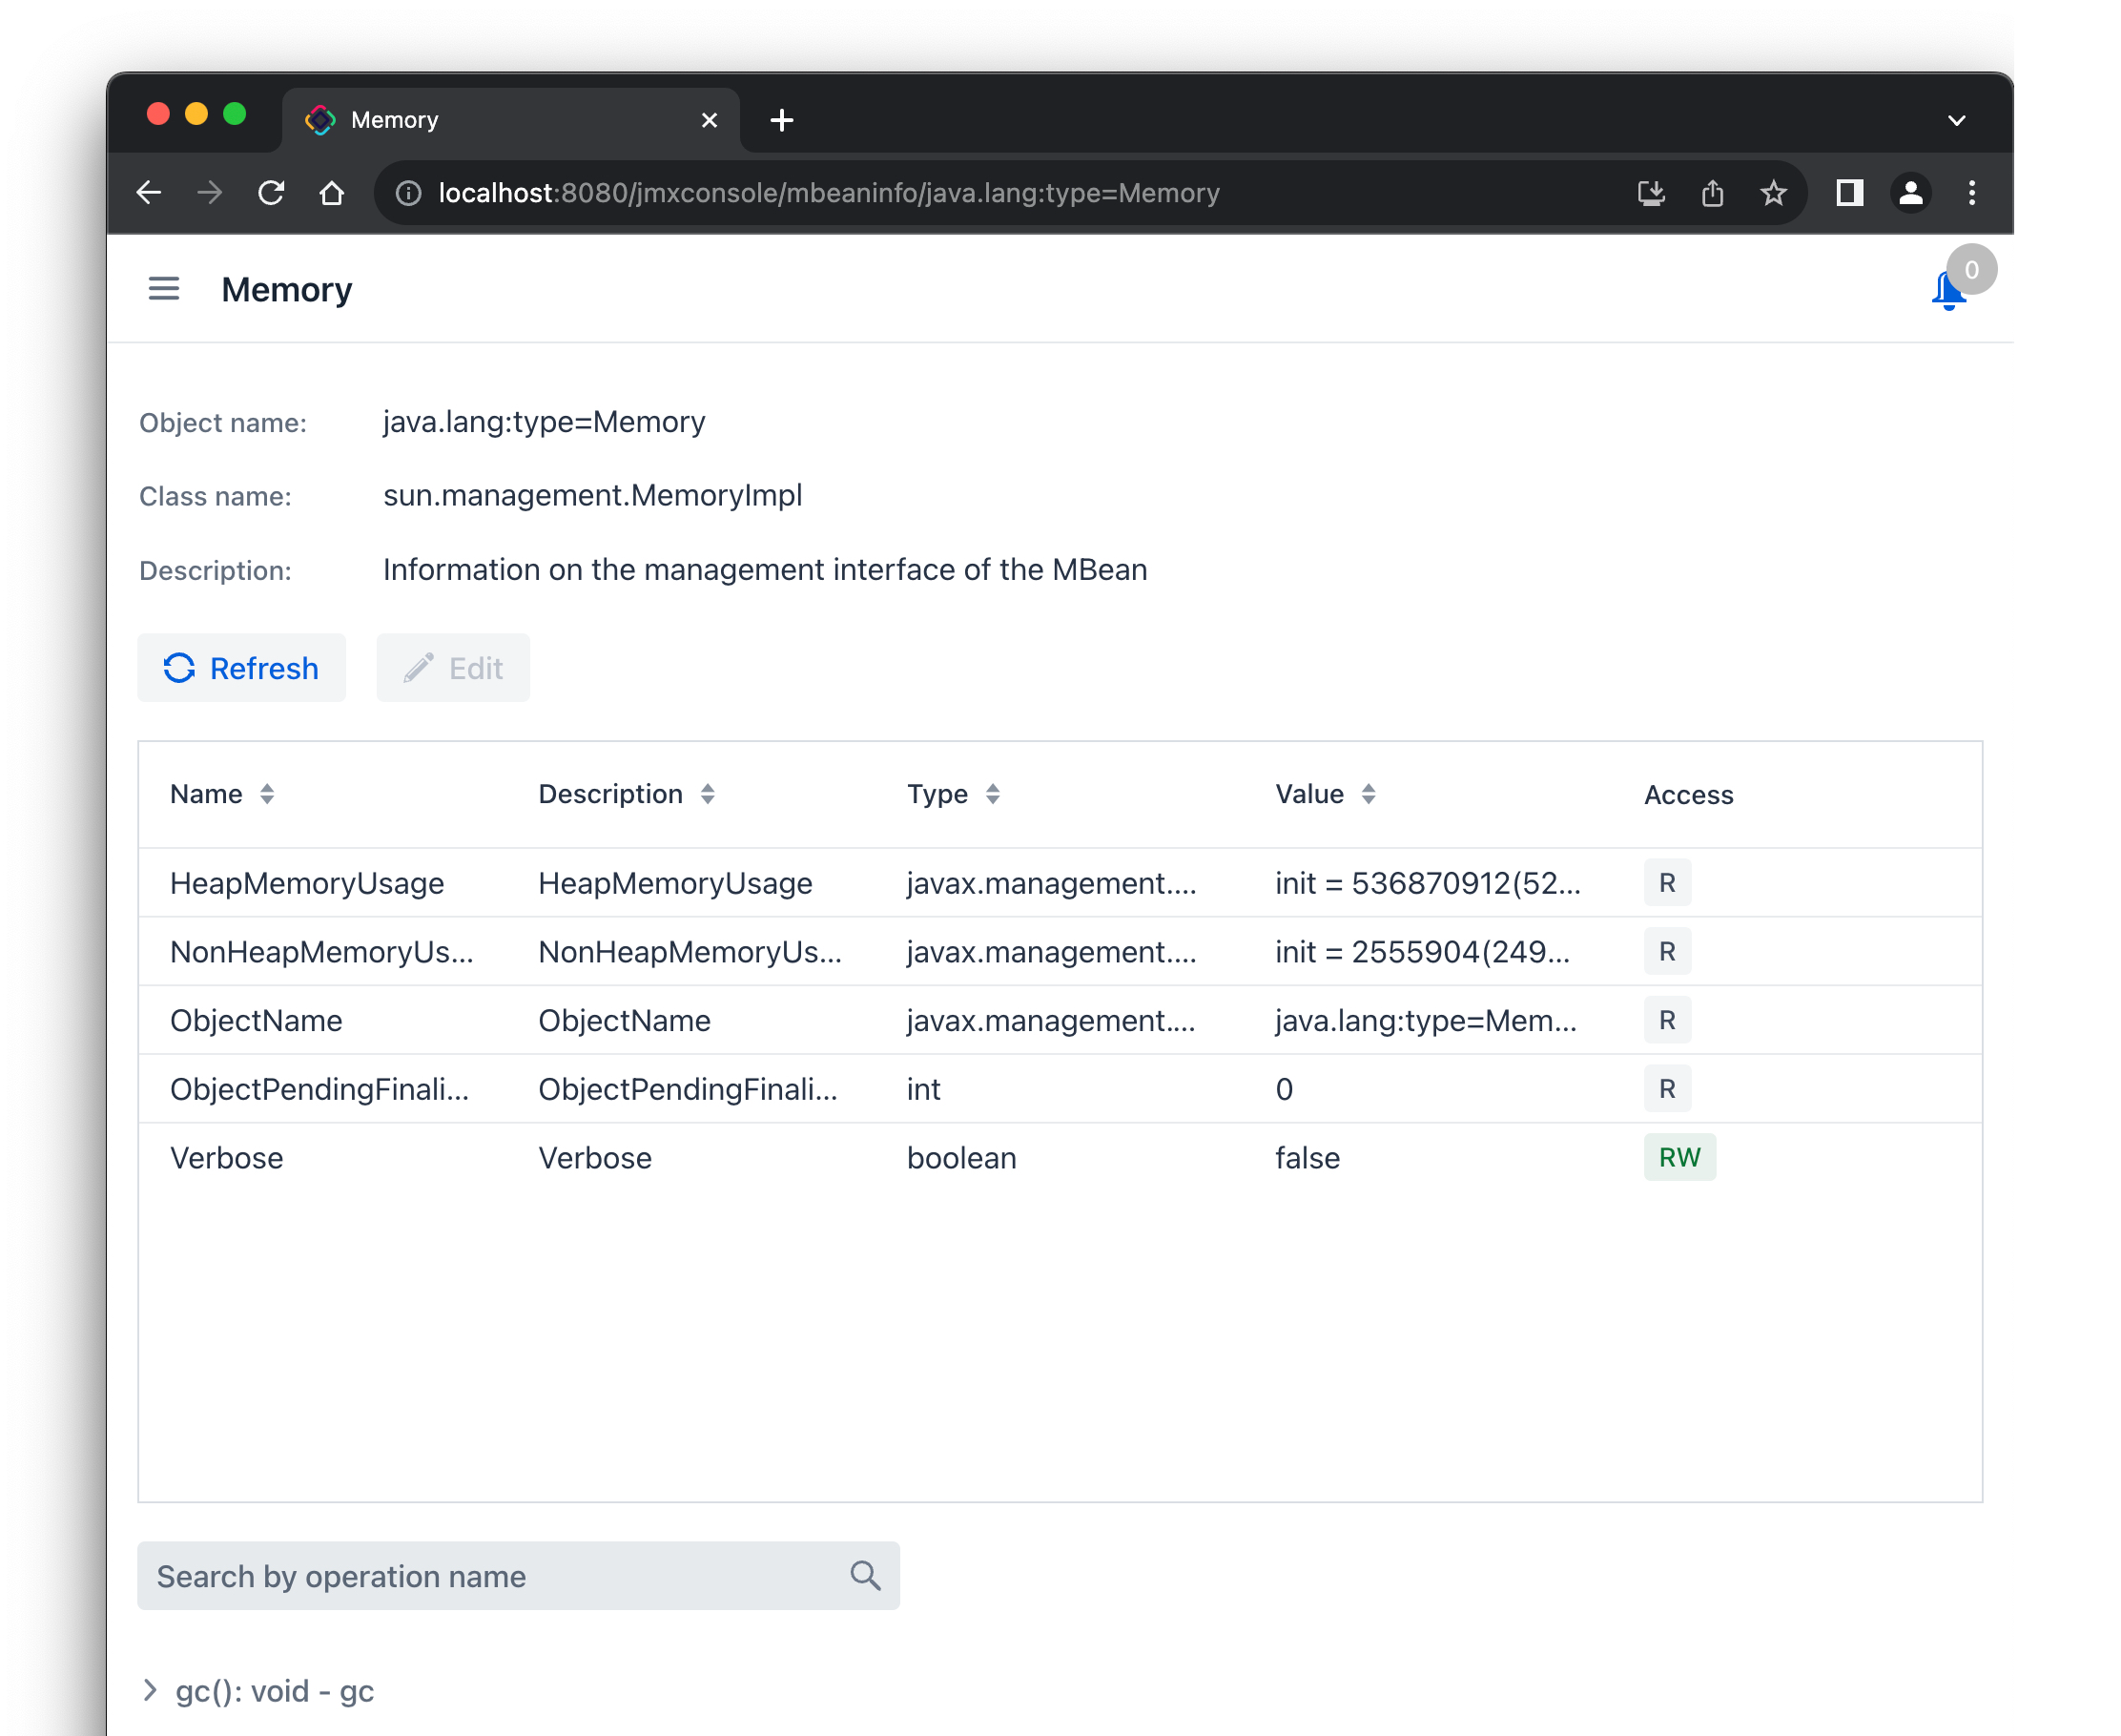 Memory
localhost:8080/jmxconsole/mbeaninfo/java.lang:type=Memory
Memory
0
Object name: java.lang:type=Memory
Class name: sun.management.MemoryImpl
Description: Information on the management interface of the MBean
Refresh Edit
Name Description Type Value Access
HeapMemoryUsage HeapMemoryUsage javax.management.... init = 536870912(52... R
NonHeapMemoryUs... NonHeapMemoryUs... javax.management.... init = 2555904(249... R
ObjectName ObjectName javax.management.... java.lang:type=Mem... R
ObjectPendingFinali... ObjectPendingFinali... int 0 R
Verbose Verbose boolean false RW
Search by operation name
gc(): void - gc